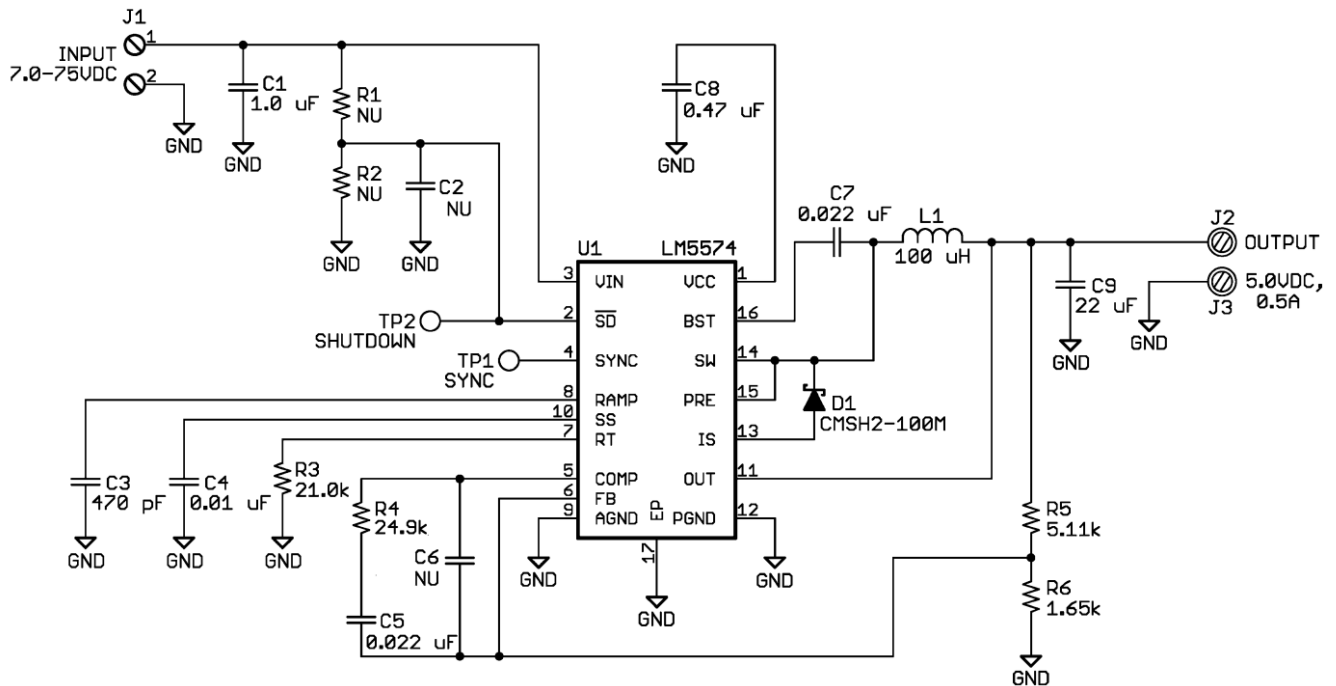 J1
1
INPUT
7.0-75VDC
2
GND
C1
1.0 uF
GND
R1
NU
R2
NU
GND
C2
NU
GND
C8
0.47 uF
GND
C7
0.022 uF
L1
100 uH
J2
OUTPUT
J3
5.0VDC,
0.5A
GND
C9
22 uF
GND
U1
LM5574
3
VIN
VCC
1
TP2
SHUTDOWN
2
SD
BST
16
TP1
SYNC
4
SYNC
SW
14
8
RAMP
PRE
15
10
SS
7
RT
IS
13
D1
CMSH2-100M
5
COMP
OUT
11
6
FB
9
AGND
EP
PGND
12
17
GND
GND
GND
C3
470 pF
GND
C4
0.01 uF
GND
R3
21.0k
GND
R4
24.9k
C6
NU
C5
0.022 uF
R5
5.11k
R6
1.65k
GND